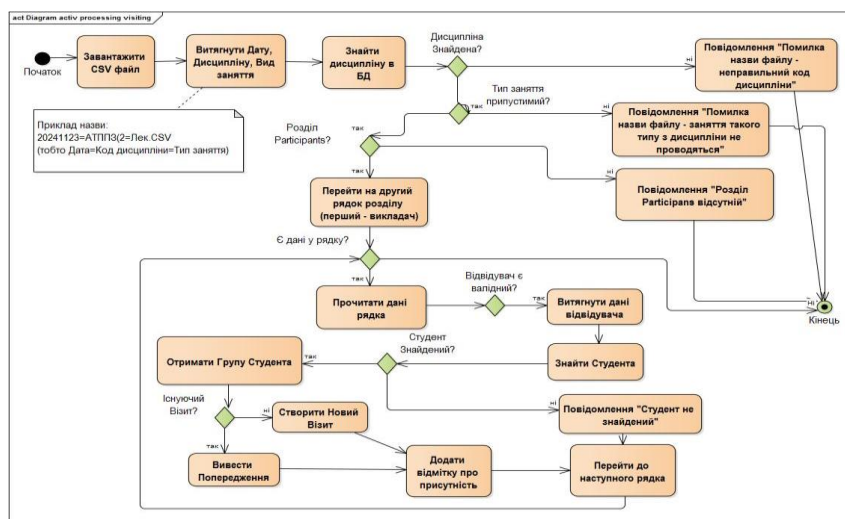 act Diagram activ processing visiting
Початок
Завантажити
CSV файл
Витягнути Дату,
Дисципліну, Вид
заняття
Знайти
дисципліну в
БД
Дисципліна
Знайдена?
ні
Повідомлення "Помилка
назви файлу -
неправильний код
дисципліни"
так
Приклад назви:
20241123=АТППЗ(2=Лек.CSV
(тобто Дата=Код дисципліни=Тип заняття)
Тип заняття
припустимий?
ні
Повідомлення "Помилка
назви файлу - заняття такого
типу з дисципліни не
проводяться"
так
Розділ
Participants?
ні
Повідомлення "Розділ
Participans відсутній"
так
Перейти на другий
рядок розділу
(перший - викладач)
Є дані у рядку?
ні
Кінець
так
Прочитати дані
рядка
Відвідувач є
валідний?
так
Витягнути дані
відвідувача
Знайти Студента
Студент
Знайдений?
так
Отримати Групу Студента
ні
Повідомлення "Студент не
знайдений"
Існуючий
Візит?
ні
Створити Новий
Візит
так
Вивести
Попередження
Додати
відмітку про
присутність
Перейти до
наступного рядка